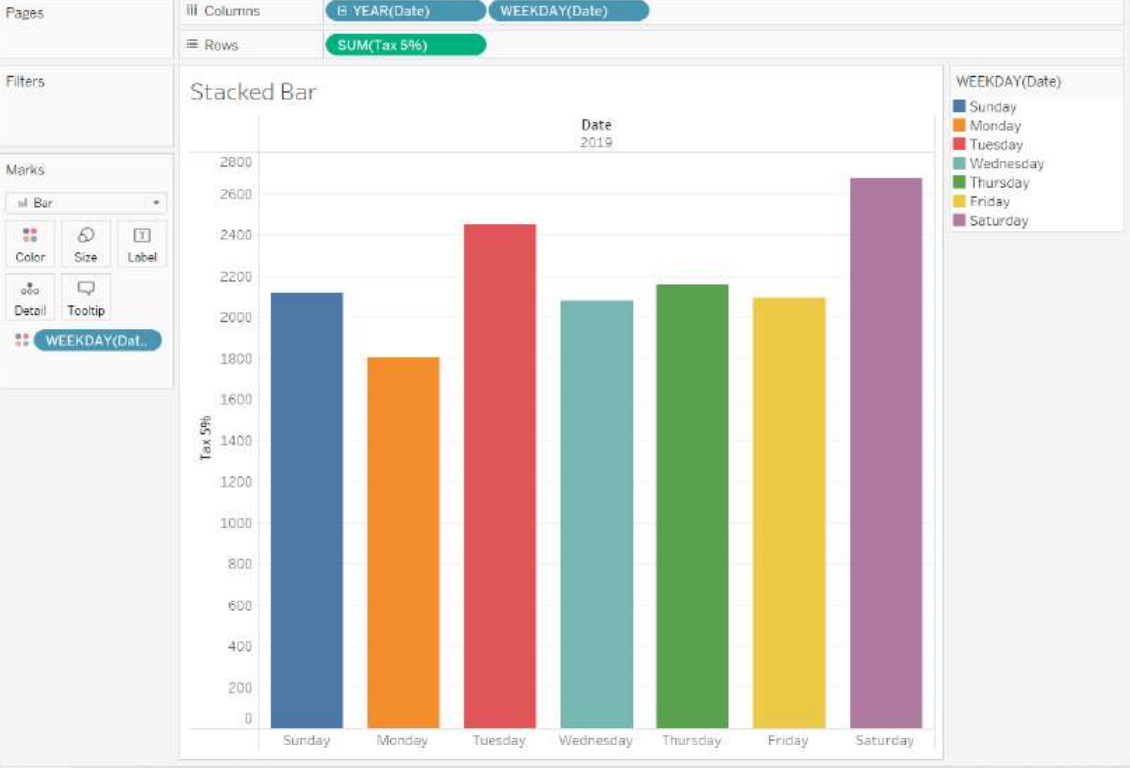 Pages
Columns
YEAR(Date)
WEEKDAY(Date)
Rows
SUM(Tax 5%)
Filters
Marks
Bar
Color
Size
Label
Detail
Tooltip
WEEKDAY(Dat..
Stacked Bar
Date
2019
Tax 5%
2800
2600
2400
2200
2000
1800
1600
1400
1200
1000
800
600
400
200
0
Sunday Monday Tuesday Wednesday Thursday Friday Saturday
WEEKDAY(Date)
Sunday
Monday
Tuesday
Wednesday
Thursday
Friday
Saturday